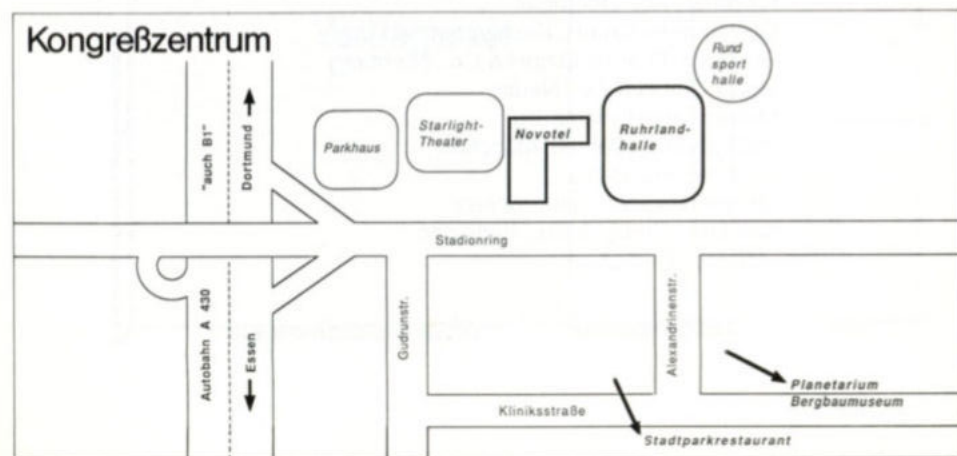 Kongreßzentrum
"auch B1"
Dortmund
Parkhaus
Starlight-
Theater
Novotel
Ruhrland-
halle
Rund
sport
halle
Stadionring
Autobahn A 430
Essen
Gudrunstr.
Alexandrinenstr.
Kliniksstraße
Planetarium
Bergbaumuseum
Stadtparkrestaurant